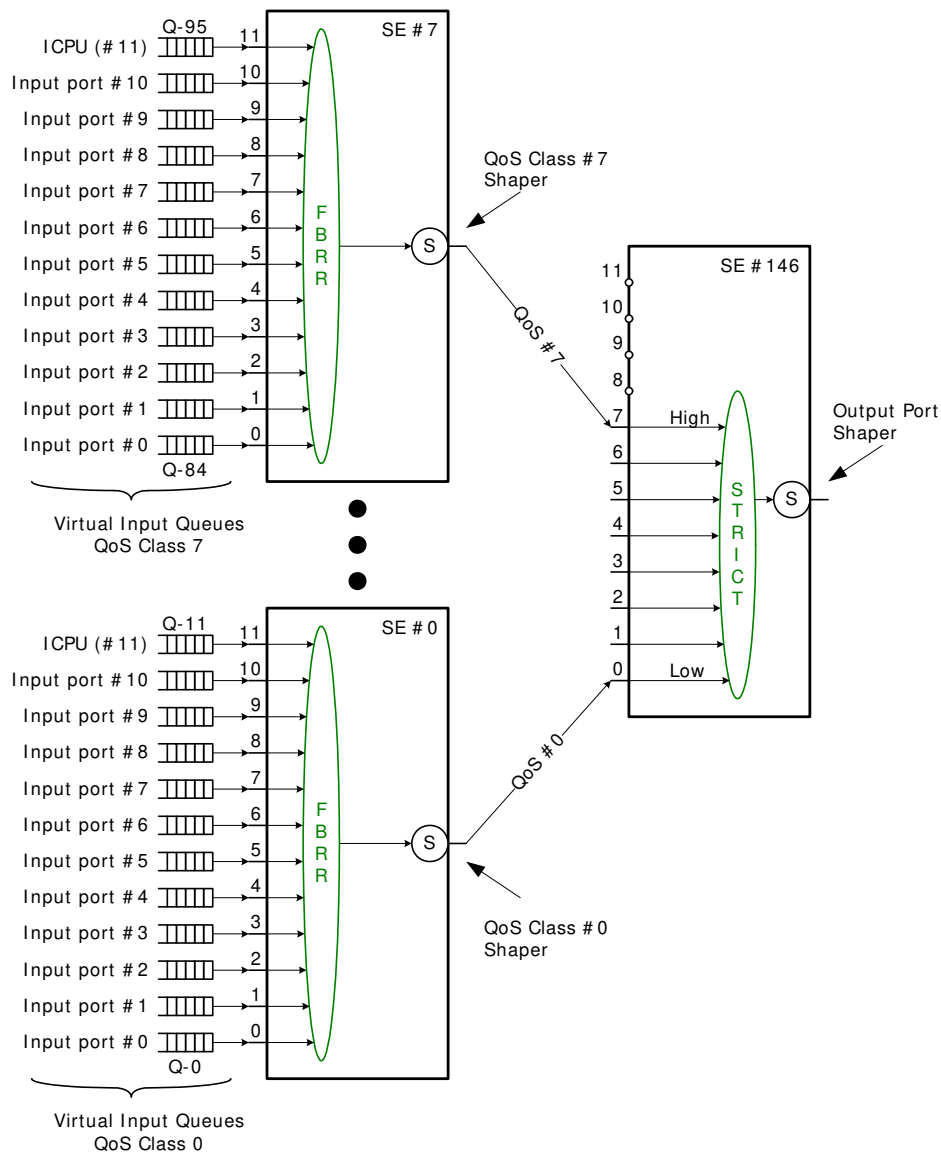 Q-95
SE #7
ICPU (#11)
11
Input port #10
10
Input port #9
9
Input port #8
8
Input port #7
7
Input port #6
6
Input port #5
5
Input port #4
4
Input port #3
3
Input port #2
2
Input port #1
1
Input port #0
0
Q-84
FBRR
S
QoS Class #7
Shaper
Virtual Input Queues
QoS Class 7
QoS #7
SE #146
11
10
9
8
7
High
6
5
4
3
2
1
0
Low
STRICT
S
Output Port
Shaper
Q-11
SE #0
ICPU (#11)
11
Input port #10
10
Input port #9
9
Input port #8
8
Input port #7
7
Input port #6
6
Input port #5
5
Input port #4
4
Input port #3
3
Input port #2
2
Input port #1
1
Input port #0
0
Q-0
FBRR
S
QoS #0
QoS Class #0
Shaper
Virtual Input Queues
QoS Class 0